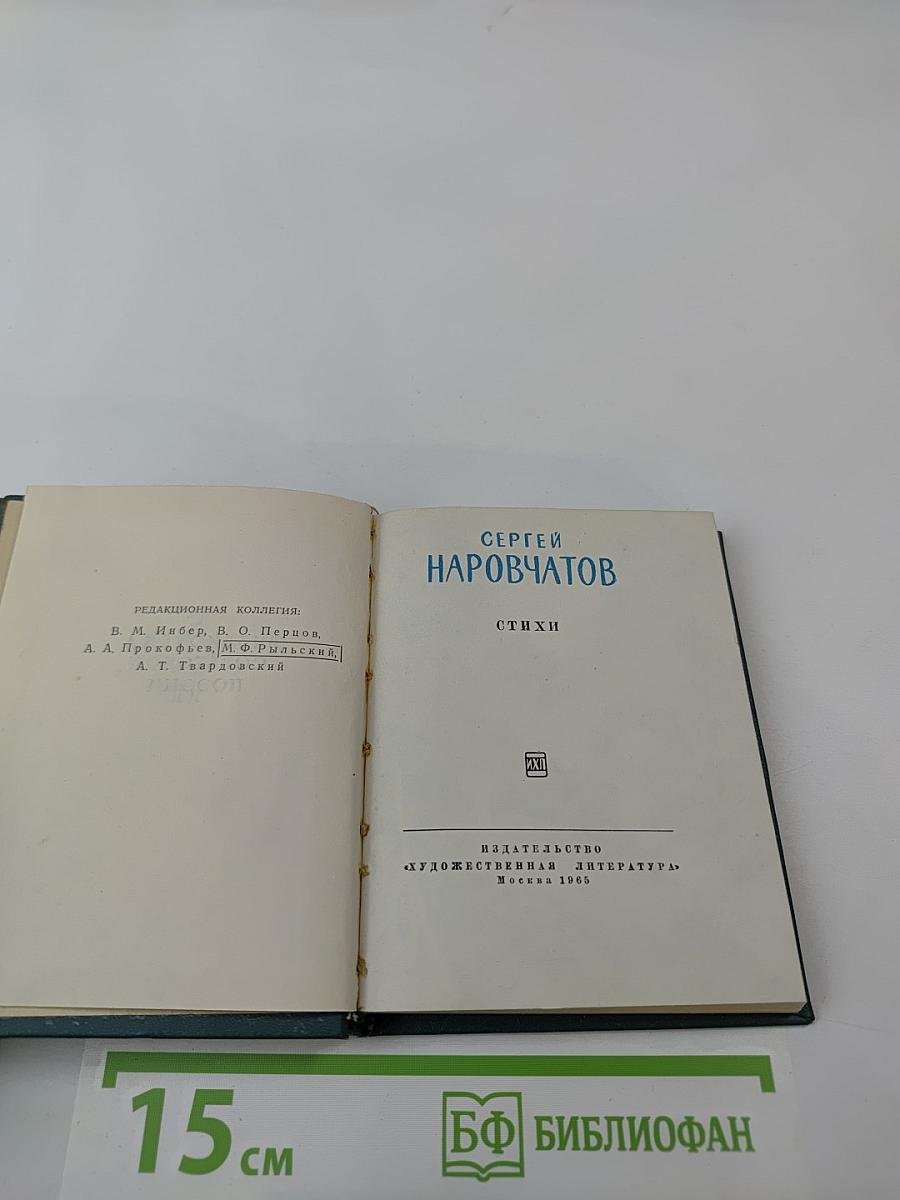 РЕДАКЦИОННАЯ КОЛЛЕГИЯ:
В. М. Инбер, В. О. Перцов,
А. А. Прокофьев, М. Ф. Рыльский,
А. Т. Твардовский
СЕРГЕЙ
НАРОВЧАТОВ
СТИХИ
ИХЛ
ИЗДАТЕЛЬСТВО
«ХУДОЖЕСТВЕННАЯ ЛИТЕРАТУРА»
Москва 1965
15 см
БФ БИБЛИОФАН